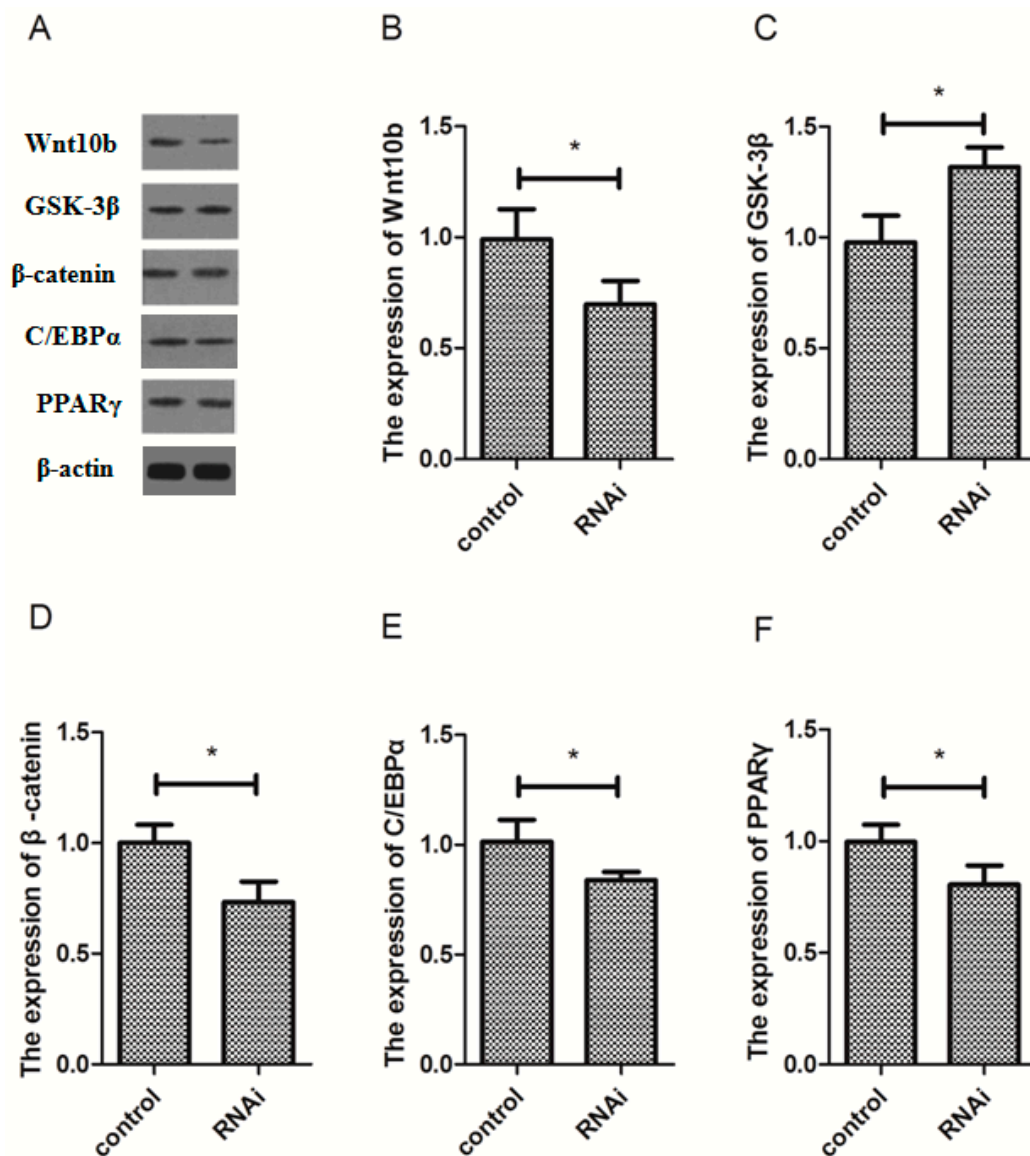 A
Wnt10b
GSK-3β
β-catenin
C/EBPα
PPARγ
β-actin
B
The expression of Wnt10b
1.5
1.0
0.5
0.0
*
control
RNAi
C
The expression of GSK-3β
1.5
1.0
0.5
0.0
*
control
RNAi
D
The expression of β -catenin
1.5
1.0
0.5
0.0
*
control
RNAi
E
The expression of C/EBPα
1.5
1.0
0.5
0.0
*
control
RNAi
F
The expression of PPARγ
1.5
1.0
0.5
0.0
*
control
RNAi